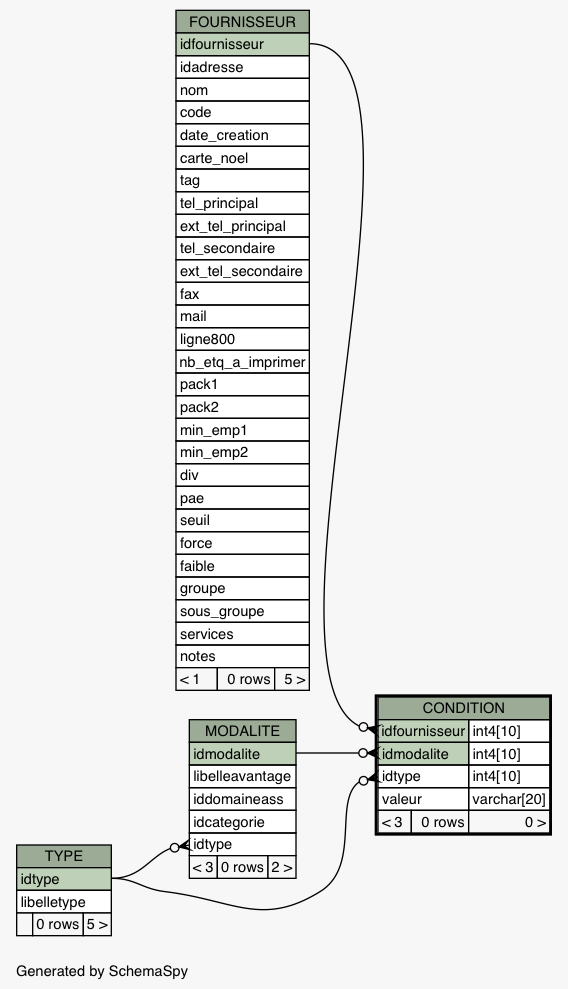 FOURNISSEUR
idfournisseur
idadresse
nom
code
date_creation
carte_noel
tag
tel_principal
ext_tel_principal
tel_secondaire
ext_tel_secondaire
fax
mail
ligne800
nb_etq_a_imprimer
pack1
pack2
min_emp1
min_emp2
div
pae
seuil
force
faible
groupe
sous_groupe
services
notes
< 1 0 rows 5 >
CONDITION
idfournisseur int4[10]
idmodalite int4[10]
idtype int4[10]
valeur varchar[20]
< 3 0 rows 0 >
MODALITE
idmodalite
libelleavantage
iddomaineass
idcategorie
idtype
< 3 0 rows 2 >
TYPE
idtype
libelletype
0 rows 5 >
Generated by SchemaSpy